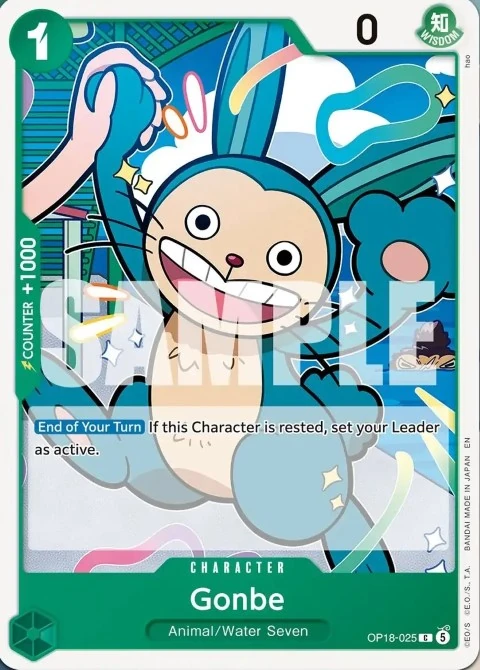 1
0
知
WISDOM
hao
COUNTER +1000
SAMPLE
End of Your Turn If this Character is rested, set your Leader
as active.
CHARACTER
Gonbe
Animal/Water Seven
OP18-025 C 5
©E.O/S ©E.O./S., T.A. BANDAI MADE IN JAPAN EN